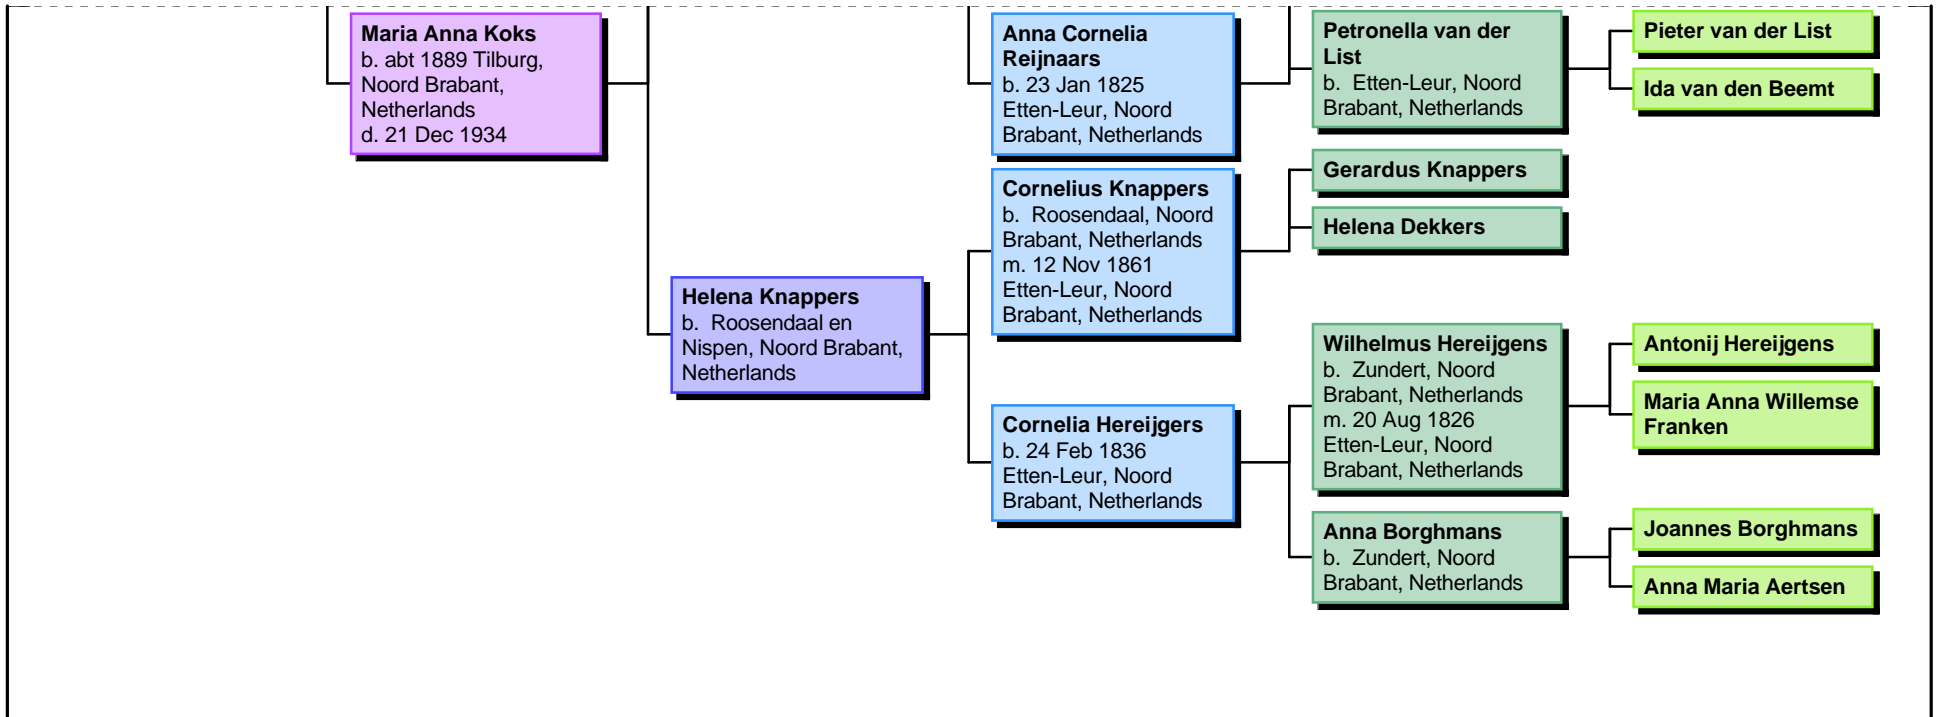 Maria Anna Koks
b. abt 1889 Tilburg,
Noord Brabant,
Netherlands
d. 21 Dec 1934
Helena Knappers
b.  Roosendaal en
Nispen, Noord Brabant,
Netherlands
Anna Cornelia
Reijnaars
b. 23 Jan 1825
Etten-Leur, Noord
Brabant, Netherlands
Cornelius Knappers
b.  Roosendaal, Noord
Brabant, Netherlands
m. 12 Nov 1861
Etten-Leur, Noord
Brabant, Netherlands
Cornelia Hereijgers
b. 24 Feb 1836
Etten-Leur, Noord
Brabant, Netherlands
Petronella van der
List
b.  Etten-Leur, Noord
Brabant, Netherlands
Gerardus Knappers
Helena Dekkers
Wilhelmus Hereijgens
b.  Zundert, Noord
Brabant, Netherlands
m. 20 Aug 1826
Etten-Leur, Noord
Brabant, Netherlands
Anna Borghmans
b.  Zundert, Noord
Brabant, Netherlands
Pieter van der List
Ida van den Beemt
Antonij Hereijgens
Maria Anna Willemse
Franken
Joannes Borghmans
Anna Maria Aertsen